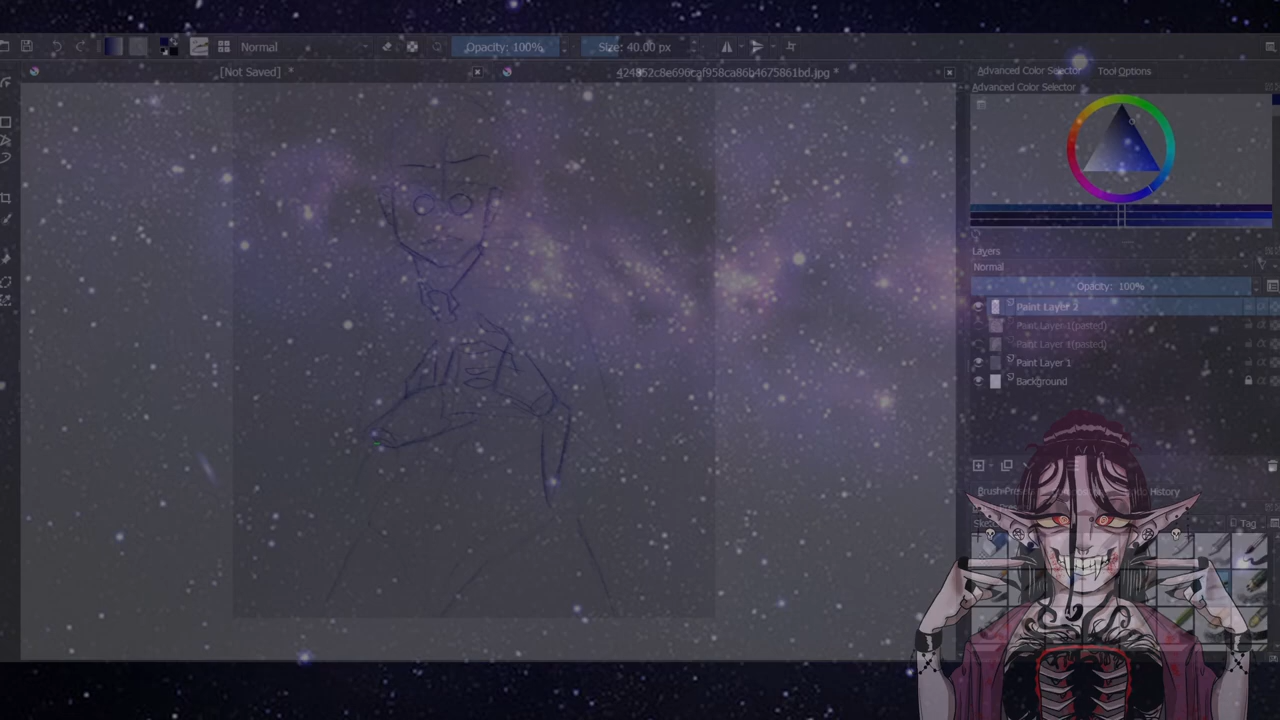 Normal
Opacity: 100%
Size: 40.00 px
[Not Saved] *
424852c8e696caf958ca86b4675861bd.jpg
Advanced Color Selector
Tool Options
Advanced Color Selector
Layers
Normal
Opacity: 100%
Paint Layer 2
Paint Layer 1(pasted)
Paint Layer 1(pasted)
Paint Layer 1
Background
History
Tag